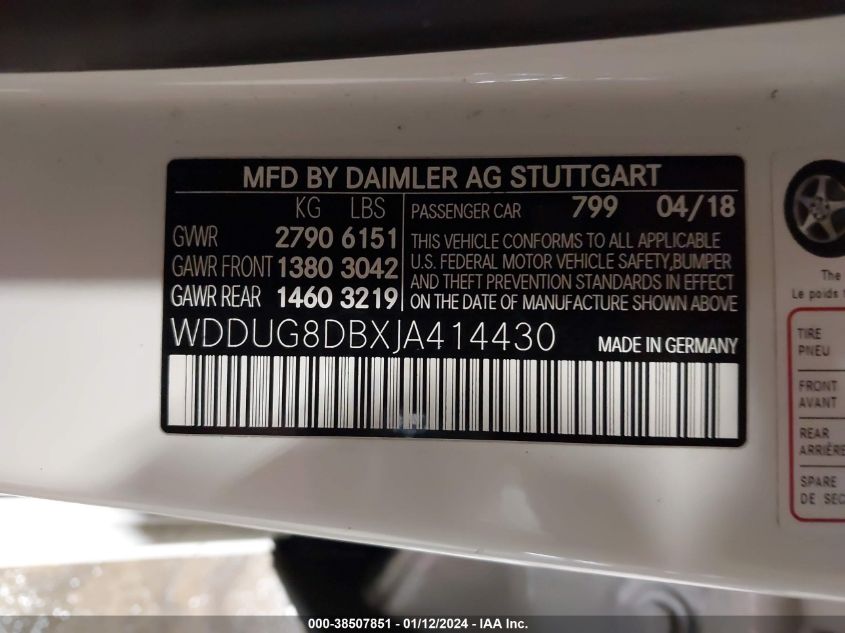 MFD BY DAIMLER AG STUTTGART
KG LBS
GVWR 2790 6151
GAWR FRONT 1380 3042
GAWR REAR 1460 3219
PASSENGER CAR 799 04/18
THIS VEHICLE CONFORMS TO ALL APPLICABLE
U.S. FEDERAL MOTOR VEHICLE SAFETY,BUMPER
AND THEFT PREVENTION STANDARDS IN EFFECT
ON THE DATE OF MANUFACTURE SHOWN ABOVE
WDDUG8DBXJA414430 MADE IN GERMANY
The
Le poids
TIRE
PNEU
FRONT
AVANT
REAR
ARRIÈRE
SPARE
DE SEC
000-38507851 - 01/12/2024 - IAA Inc.